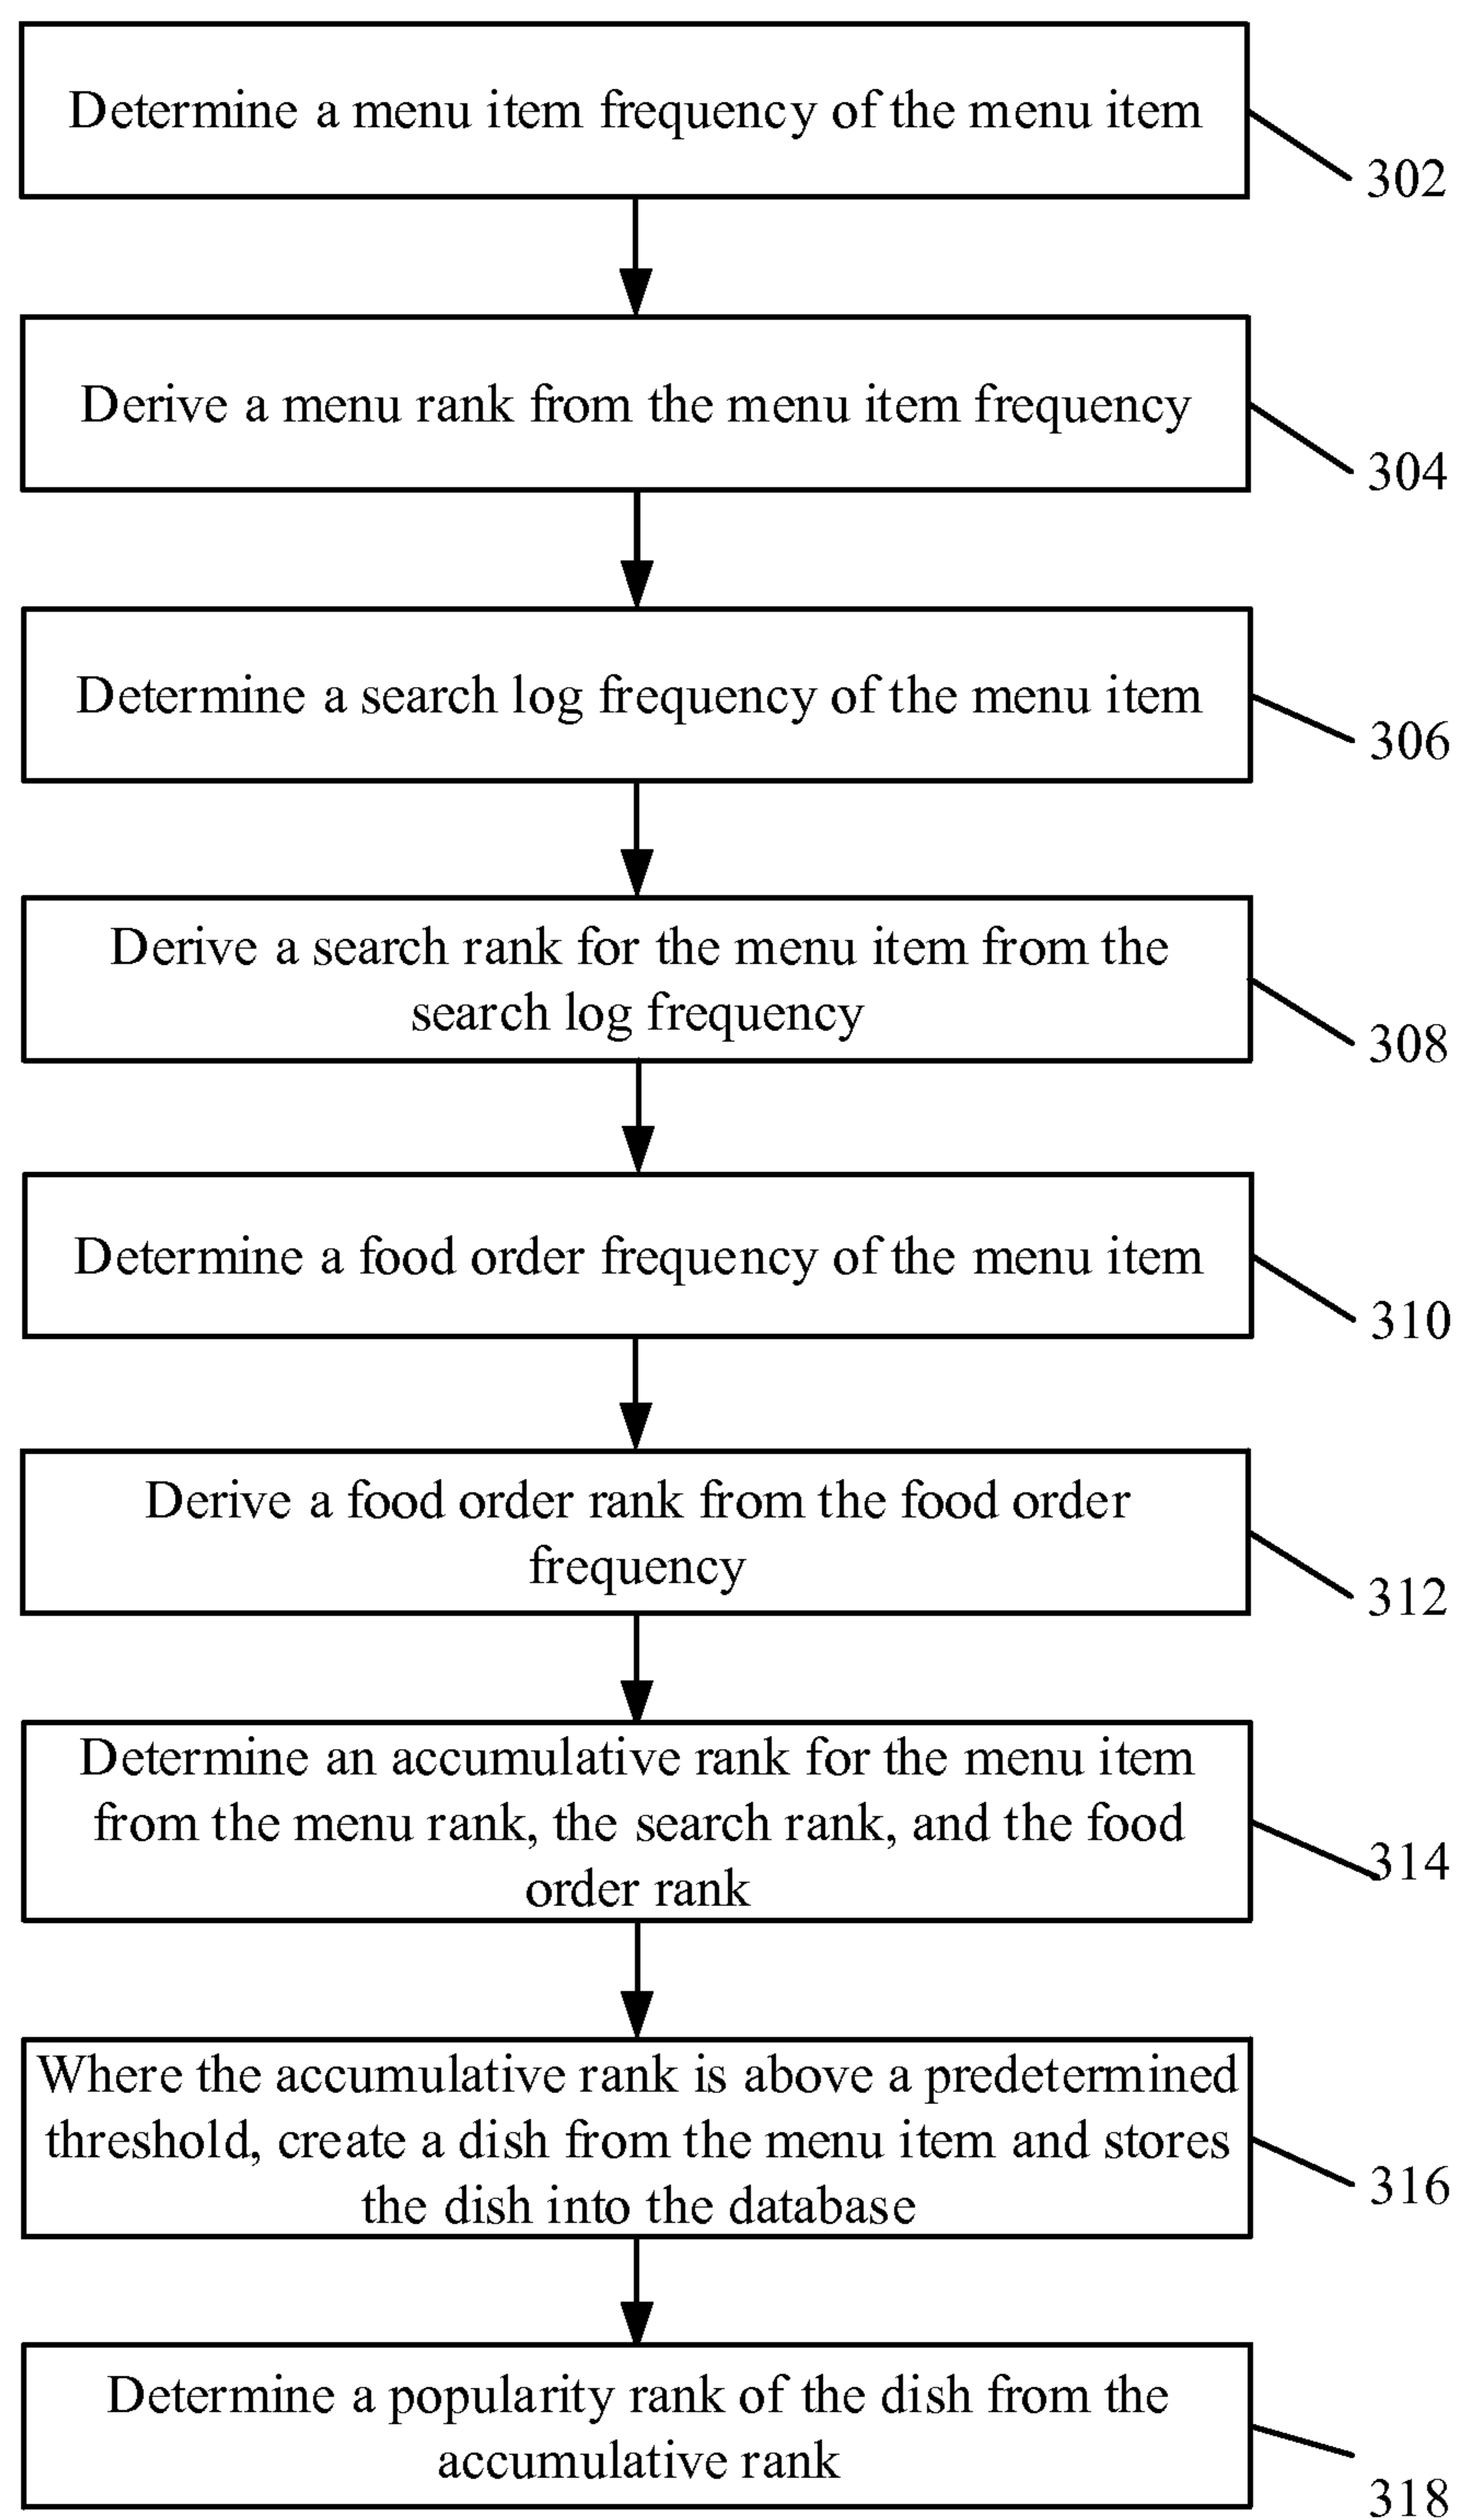 Determine a menu item frequency of the menu item
302
Derive a menu rank from the menu item frequency
304
Determine a search log frequency of the menu item
306
Derive a search rank for the menu item from the
search log frequency
308
Determine a food order frequency of the menu item
310
Derive a food order rank from the food order
frequency
312
Determine an accumulative rank for the menu item
from the menu rank, the search rank, and the food
order rank
314
Where the accumulative rank is above a predetermined
threshold, create a dish from the menu item and stores
the dish into the database
316
Determine a popularity rank of the dish from the
accumulative rank
318